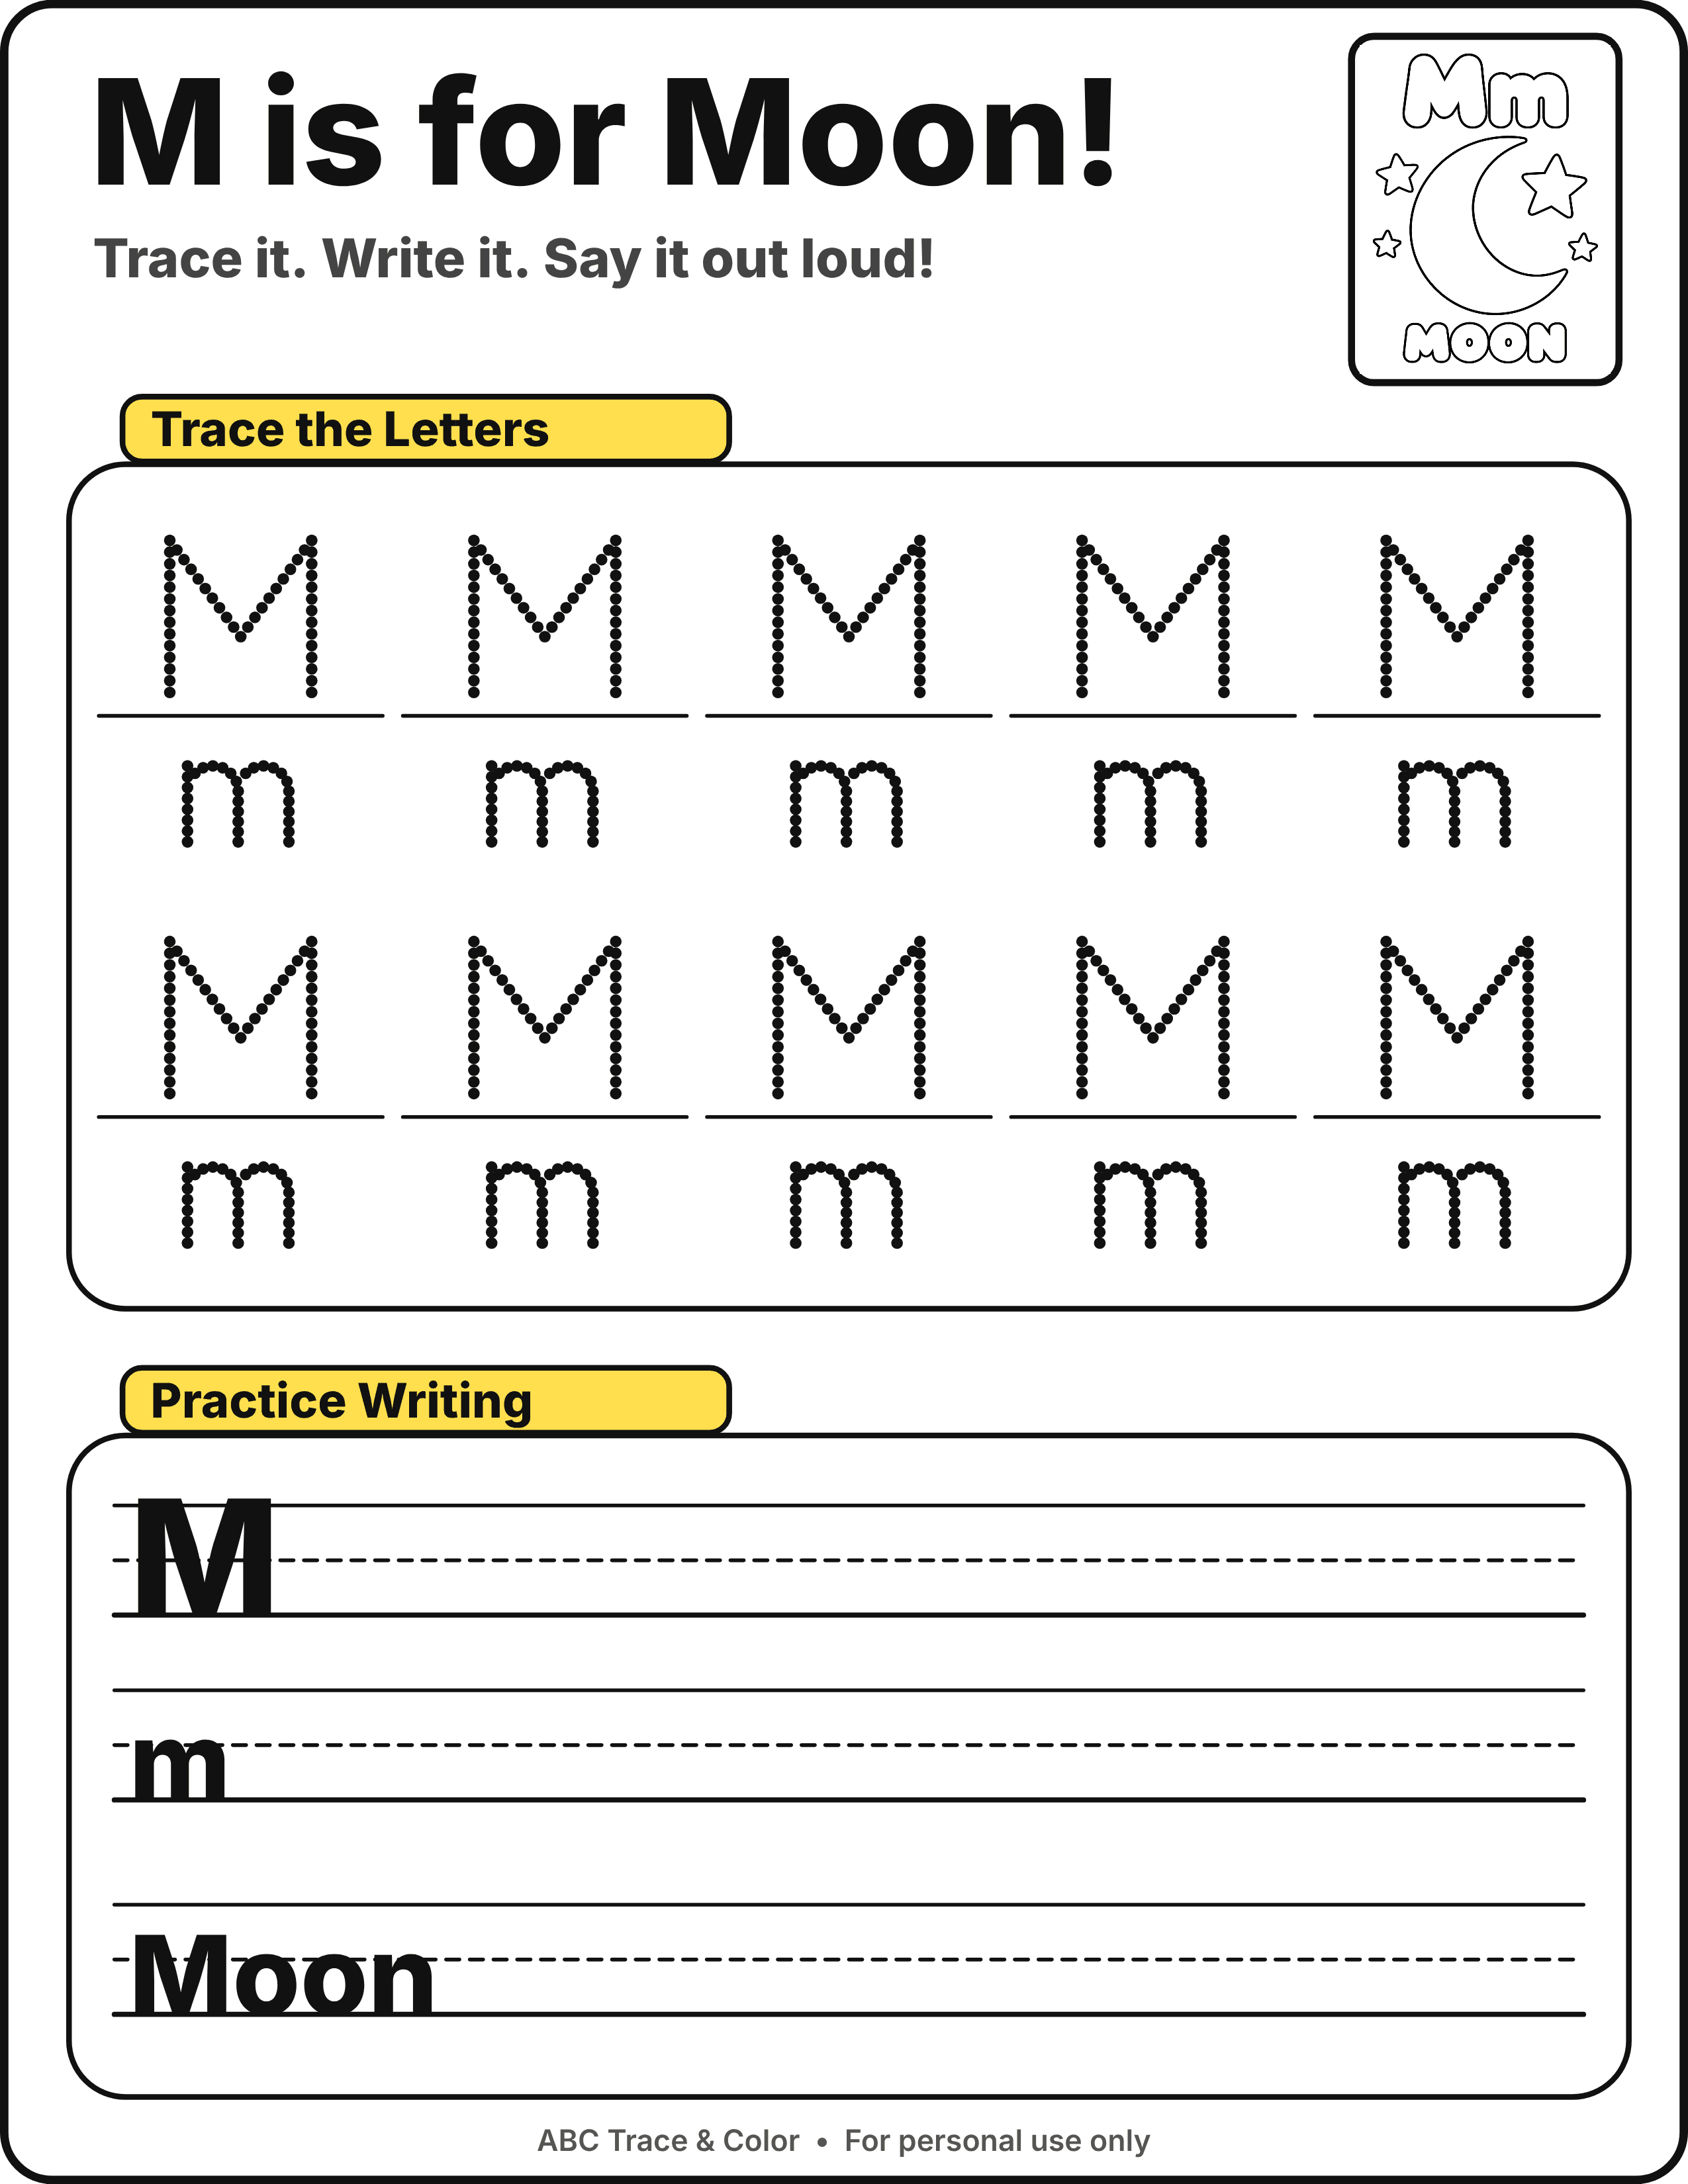 M is for Moon!
Trace it. Write it. Say it out loud!
Mm
MOON
Trace the Letters
M M M M M
m m m m m
M M M M M
m m m m m
Practice Writing
M
m
Moon
ABC Trace & Color • For personal use only